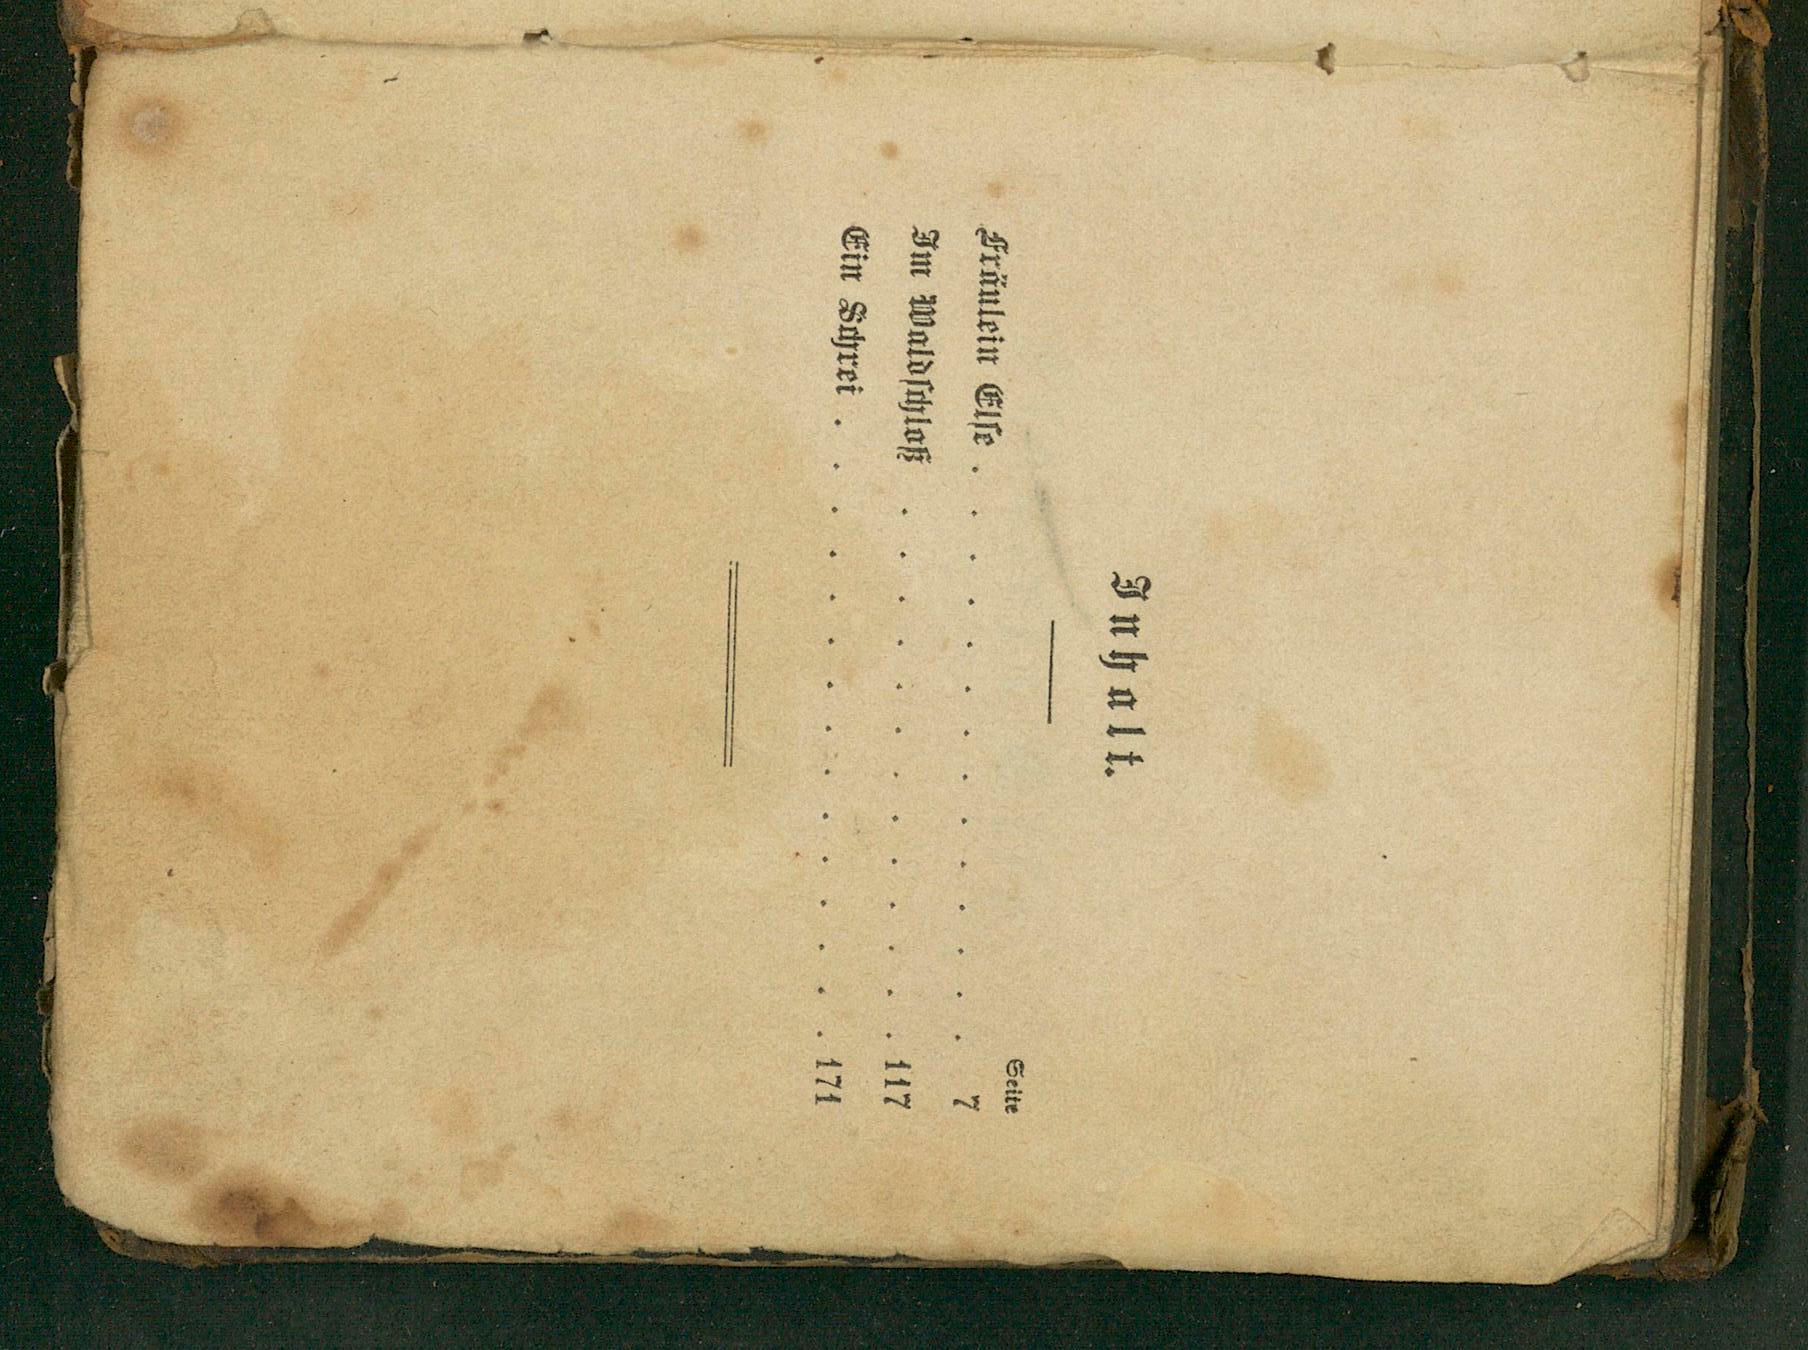 Inhalt.
Seite
Fräulein Else . . . . . . . . . . . . . . 7
Im Waldschloß . . . . . . . . . . . . . 117
Ein Schrei . . . . . . . . . . . . . . . 171